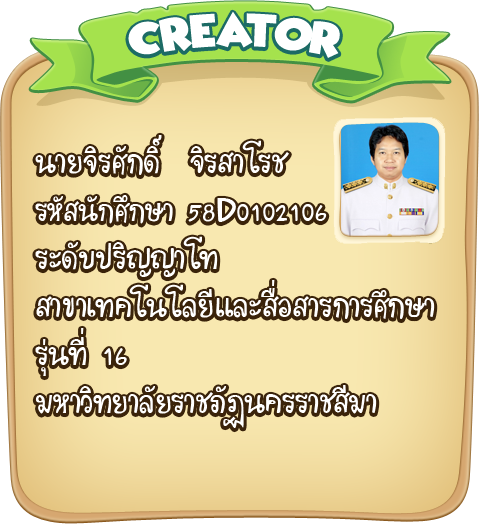 CREATOR
นายจิรศักดิ์ จิรสาโรช
รหัสนักศึกษา 58D0102106
ระดับปริญญาโท
สาขาเทคโนโลยีและสื่อสารการศึกษา
รุ่นที่ 16
มหาวิทยาลัยราชภัฏนครราชสีมา